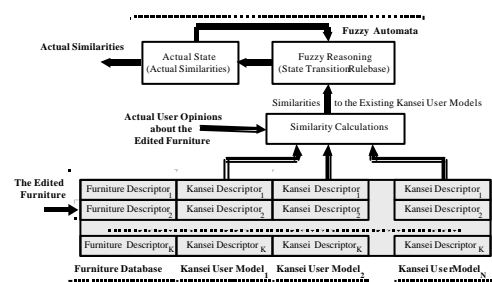 Fuzzy Automata
Actual Similarities
Actual State
(Actual Similarities)
Fuzzy Reasoning
(State TransitionRulebase)
Similarities to the Existing Kansei User Models
Actual User Opinions
about the
Edited Furniture
Similarity Calculations
The Edited
Furniture
Furniture Descriptor1 Kansei Descriptor1 Kansei Descriptor1 Kansei Descriptor1
Furniture Descriptor2 Kansei Descriptor2 Kansei Descriptor2 Kansei Descriptor2
Furniture DescriptorK Kansei DescriptorK Kansei DescriptorK Kansei DescriptorK
Furniture Database Kansei User Model1 Kansei User Model2 Kansei UserModelN